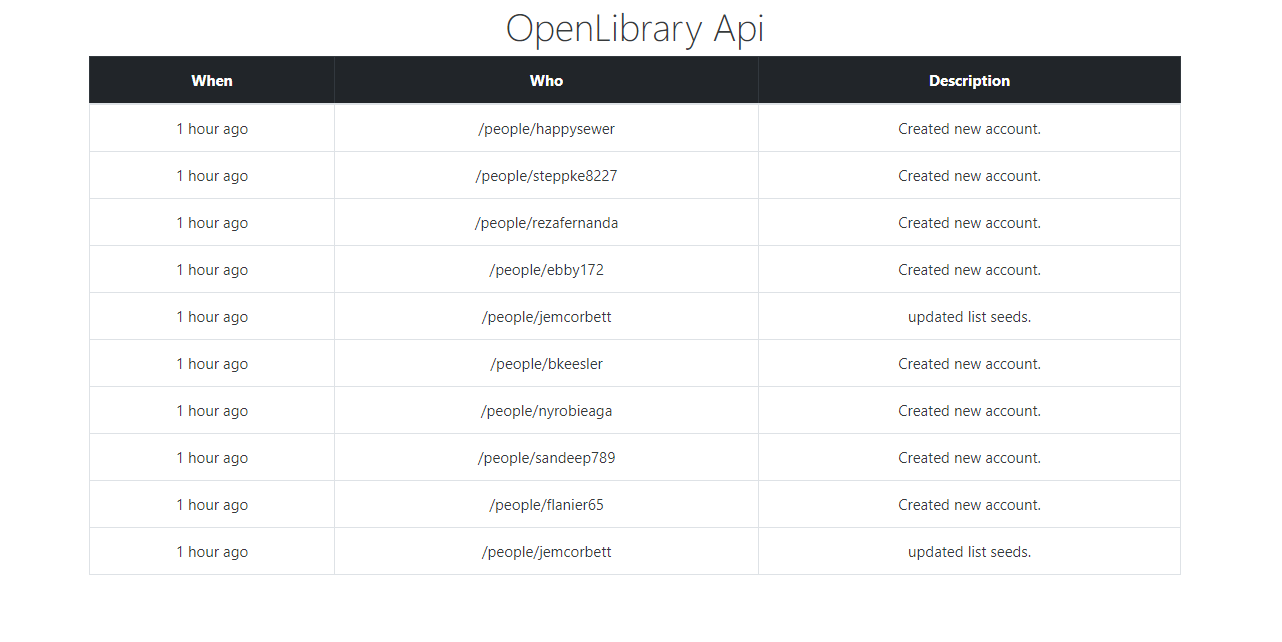 OpenLibrary Api
When Who Description
1 hour ago /people/happysewer Created new account.
1 hour ago /people/steppke8227 Created new account.
1 hour ago /people/rezafernanda Created new account.
1 hour ago /people/ebby172 Created new account.
1 hour ago /people/jemcorbett updated list seeds.
1 hour ago /people/bkeesler Created new account.
1 hour ago /people/nyrobieaga Created new account.
1 hour ago /people/sandeep789 Created new account.
1 hour ago /people/flanier65 Created new account.
1 hour ago /people/jemcorbett updated list seeds.